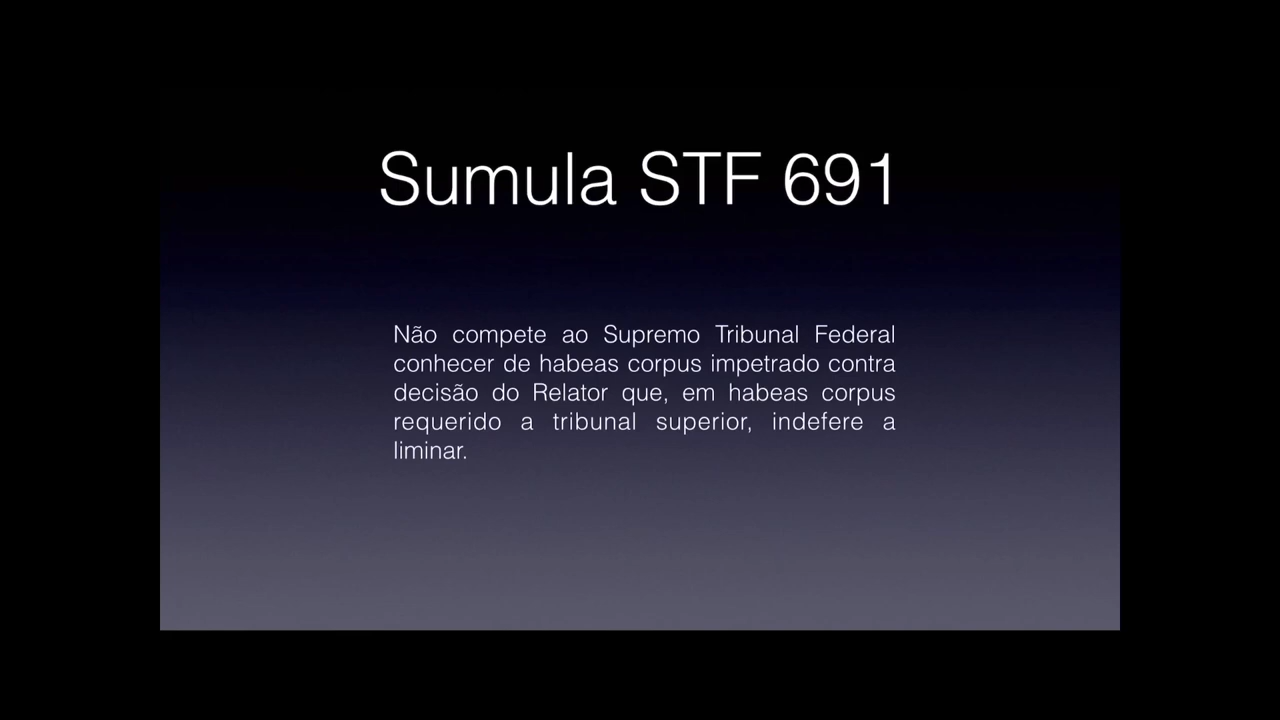 Sumula STF 691
Não compete ao Supremo Tribunal Federal
conhecer de habeas corpus impetrado contra
decisão do Relator que, em habeas corpus
requerido a tribunal superior, indefere a
liminar.